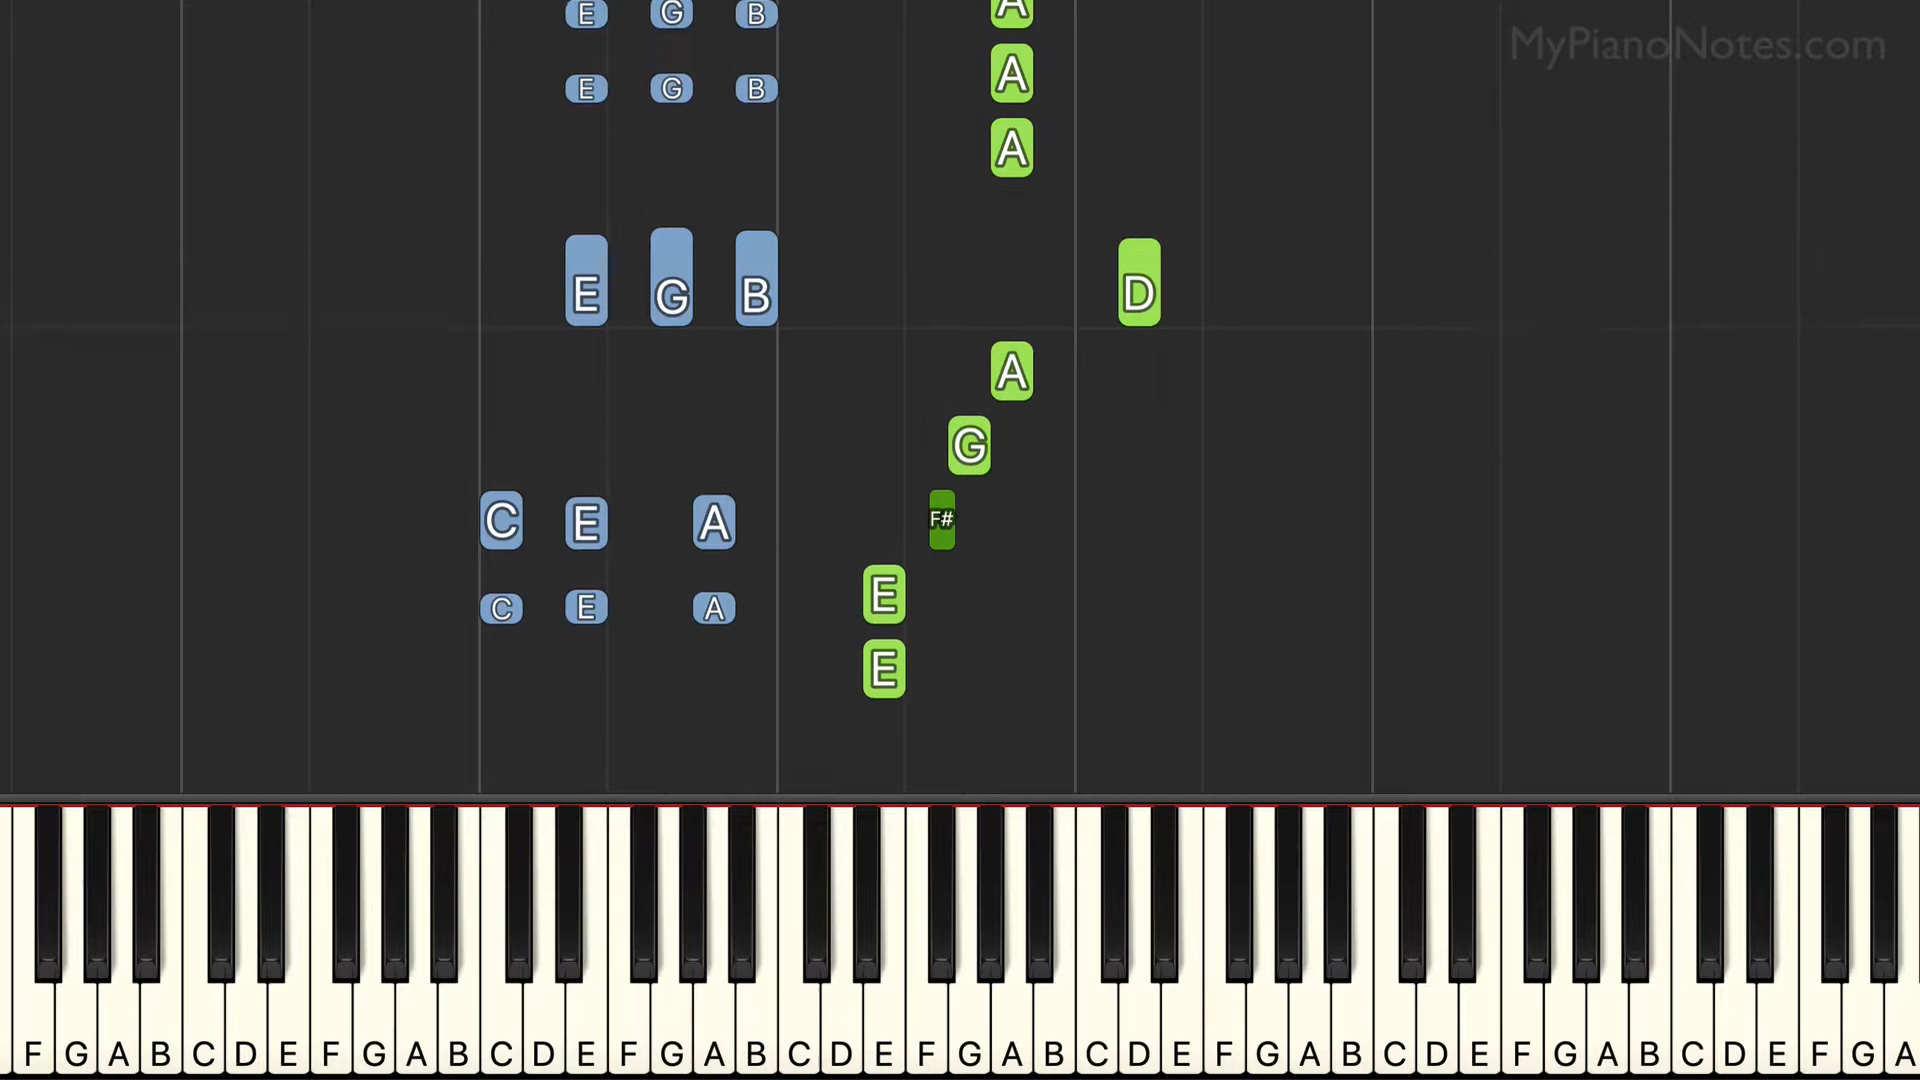 E G B A
MyPianoNotes.com
A
E G B
A
E G B D
A
G
C E A F#
E
C E A
E
F G A B C D E F G A B C D E F G A B C D E F G A B C D E F G A B C D E F G A B C D E F G A